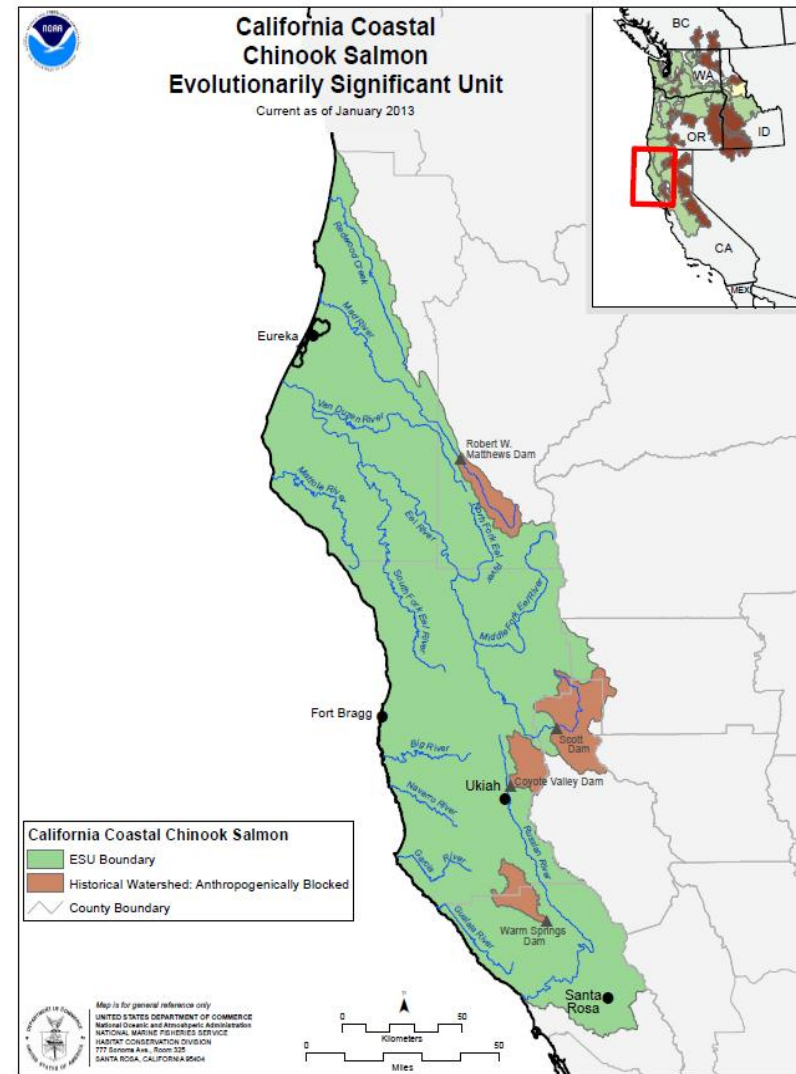 NOAA
California Coastal
Chinook Salmon
Evolutionarily Significant Unit
Current as of January 2013
BC
WA
OR
ID
CA
MEX
Redwood Creek
Mad River
Eureka
Van Duzen River
Robert W.
Matthews Dam
Mattole River
Eel River
North Fork Eel
River
South Fork Eel River
Middle Fork Eel River
Fort Bragg
Scott
Dam
Big River
Coyote Valley Dam
Ukiah
Navarro River
Russian River
Garcia River
Warm Springs
Dam
Gualala River
Santa
Rosa
California Coastal Chinook Salmon
ESU Boundary
Historical Watershed: Anthropogenically Blocked
County Boundary
Map is for general reference only
UNITED STATES DEPARTMENT OF COMMERCE
National Oceanic and Atmoshperic Administration
NATIONAL MARINE FISHERIES SERVICE
HABITAT CONSERVATION DIVISION
777 Sonoma Ave., Room 325
SANTA ROSA, CALIFORNIA 95404
0 50
Kilometers
0 50
Miles